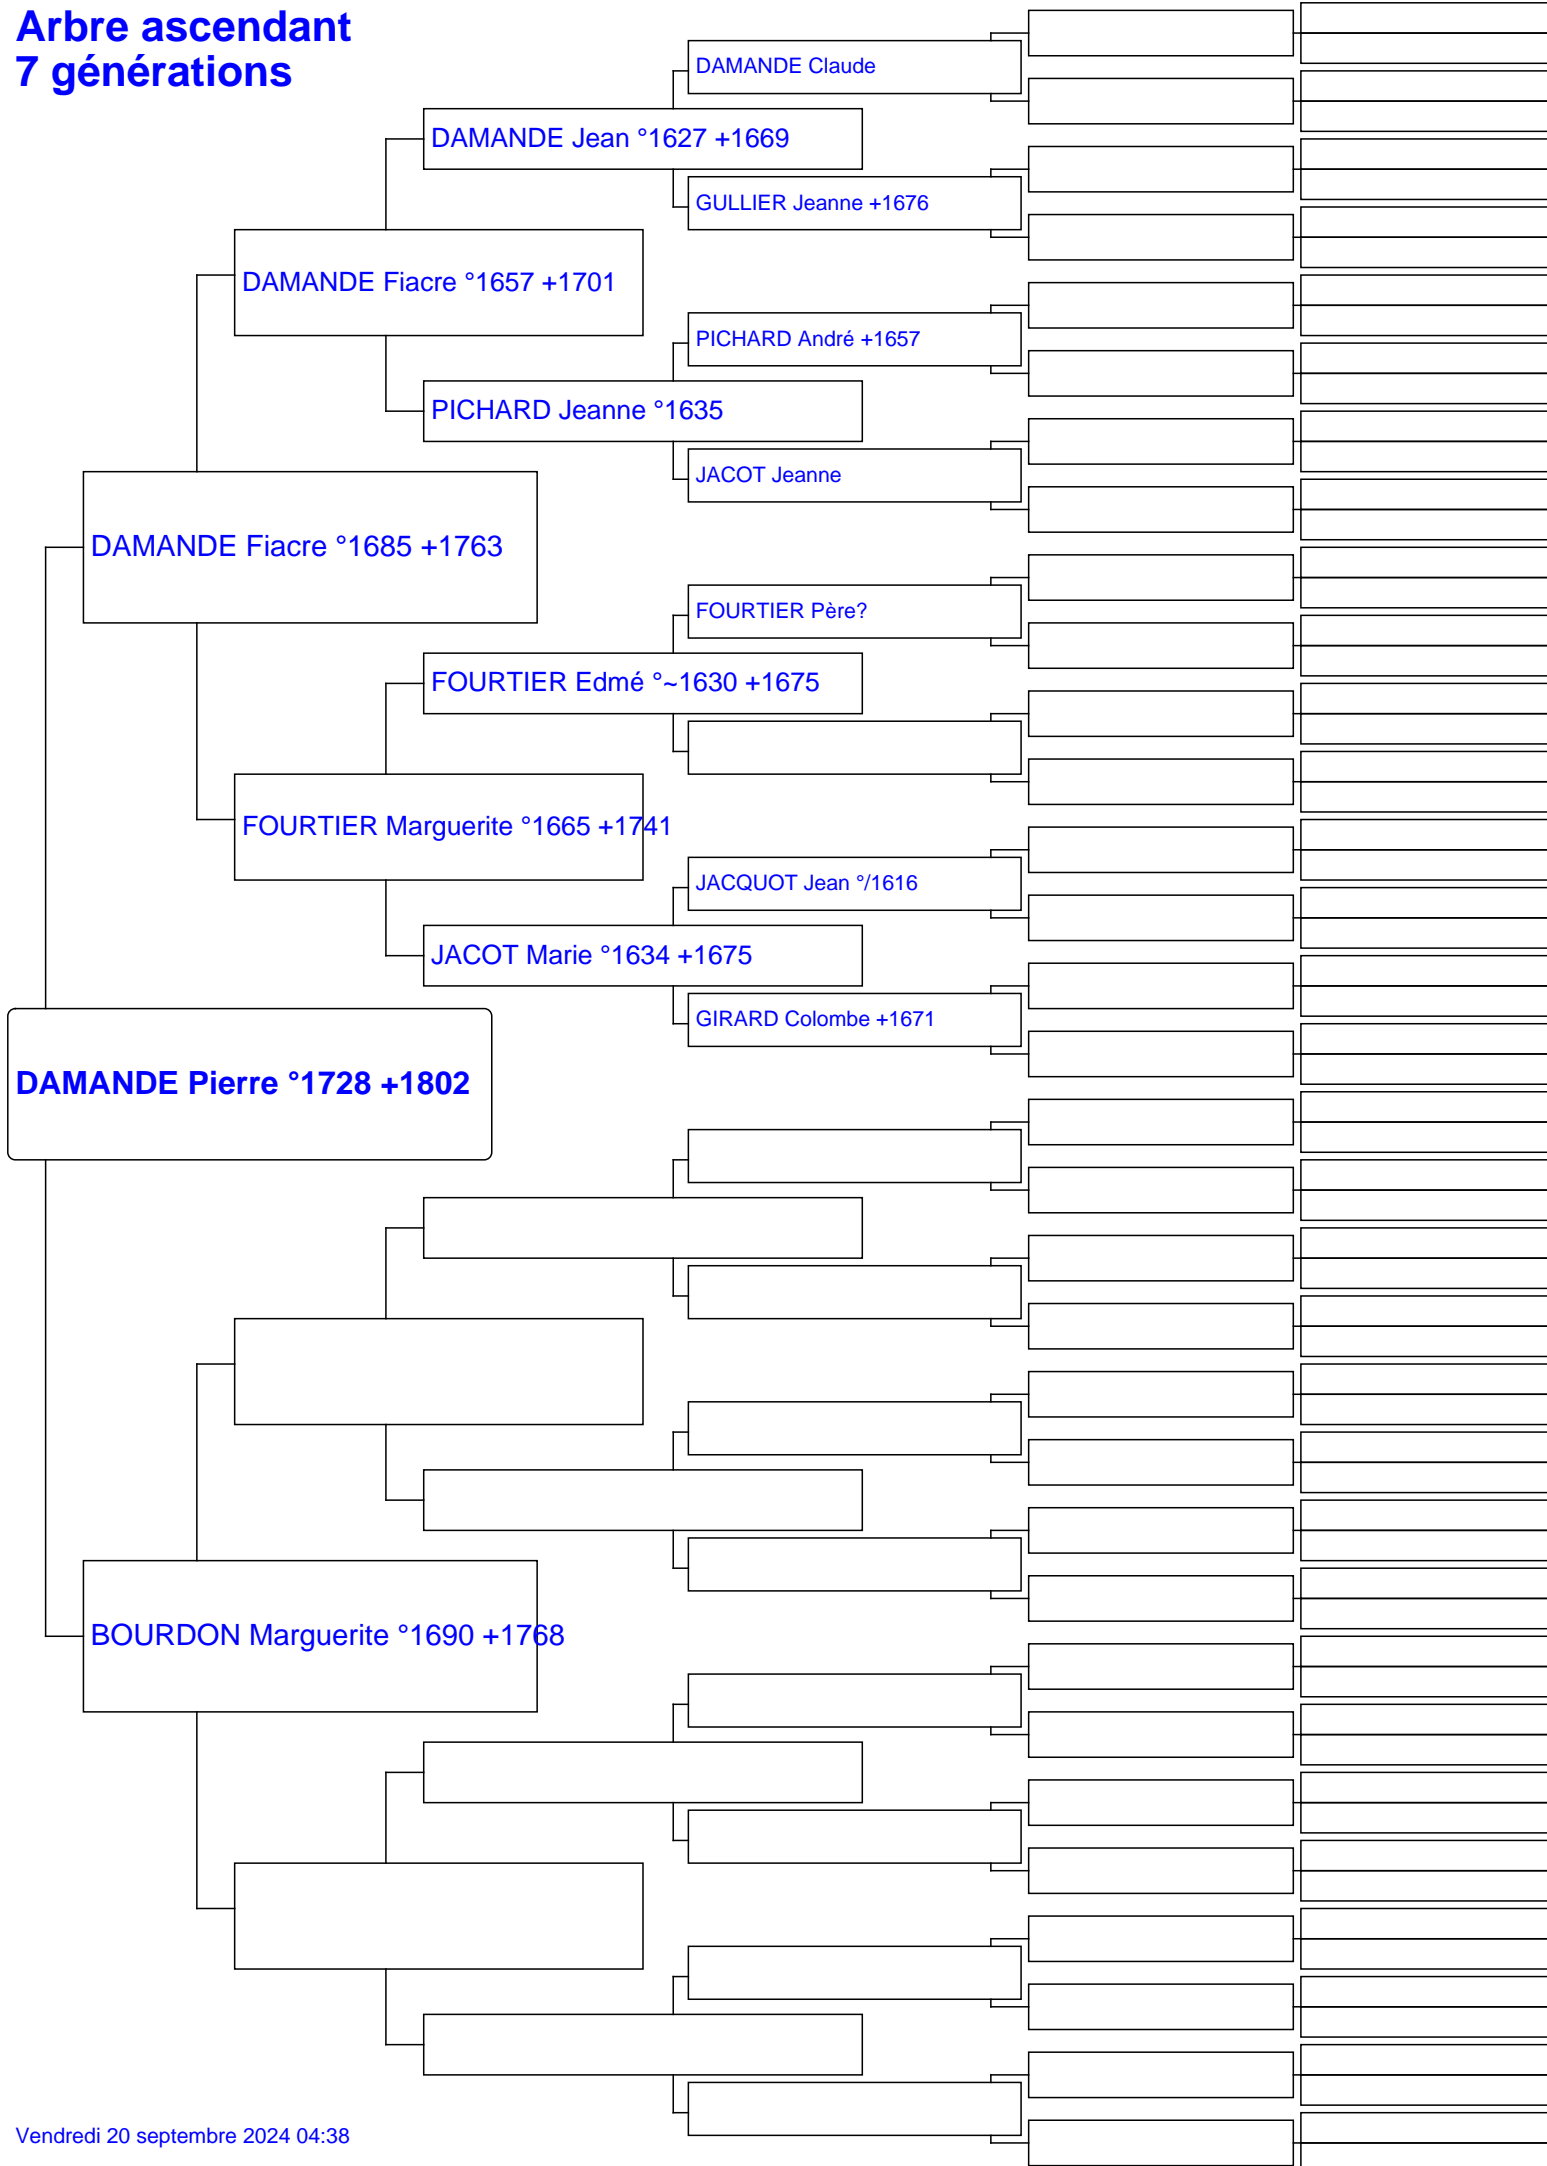 Arbre ascendant
7 générations
DAMANDE Claude
DAMANDE Jean °1627 +1669
GULLIER Jeanne +1676
DAMANDE Fiacre °1657 +1701
PICHARD André +1657
PICHARD Jeanne °1635
JACOT Jeanne
DAMANDE Fiacre °1685 +1763
FOURTIER Père?
FOURTIER Edmé °~1630 +1675
FOURTIER Marguerite °1665 +1741
JACQUOT Jean °/1616
JACOT Marie °1634 +1675
GIRARD Colombe +1671
DAMANDE Pierre °1728 +1802
BOURDON Marguerite °1690 +1768
Vendredi 20 septembre 2024 04:38